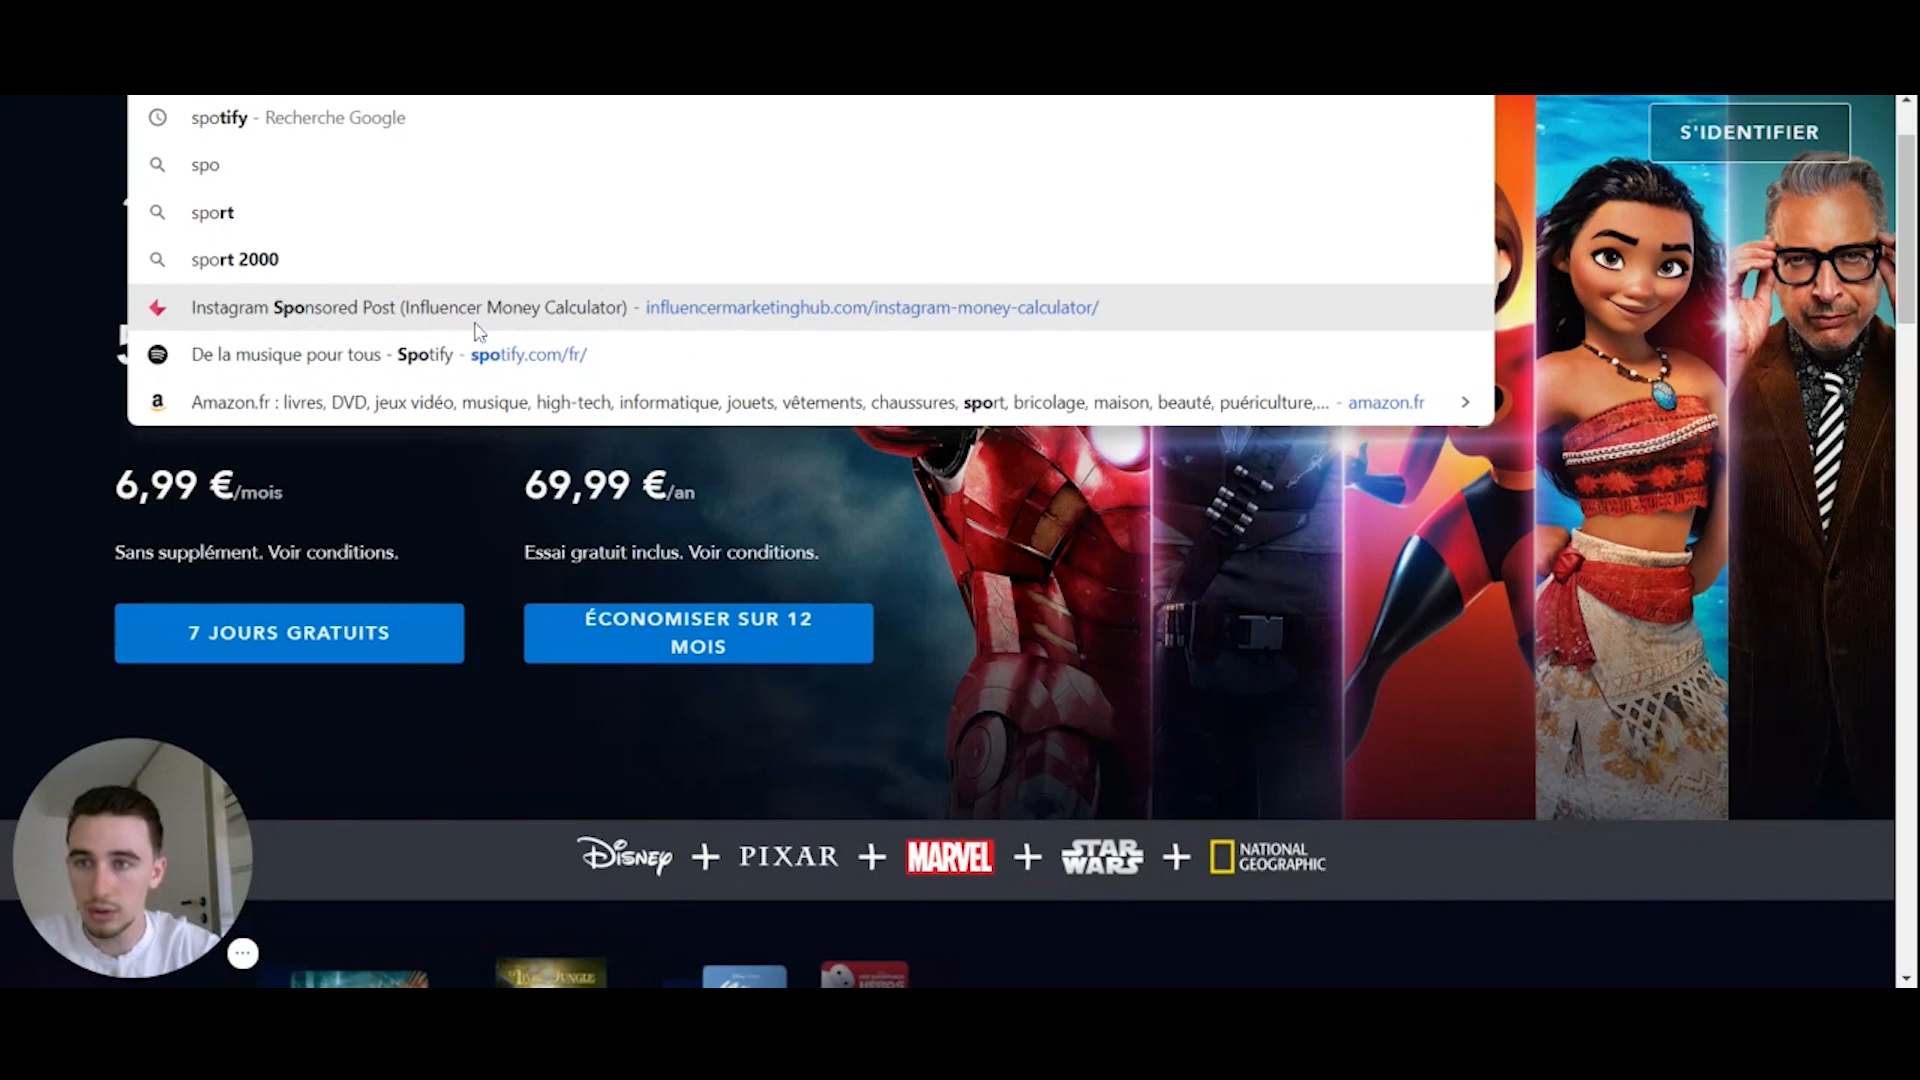 spotify - Recherche Google
S'IDENTIFIER
spo
sport
sport 2000
Instagram Sponsored Post (Influencer Money Calculator) - influencermarketinghub.com/instagram-money-calculator/
De la musique pour tous - Spotify - spotify.com/fr/
a Amazon.fr : livres, DVD, jeux vidéo, musique, high-tech, informatique, jouets, vêtements, chaussures, sport, bricolage, maison, beauté, puériculture,... - amazon.fr
6,99 €/mois
69,99 €/an
Sans supplément. Voir conditions.
Essai gratuit inclus. Voir conditions.
7 JOURS GRATUITS
ÉCONOMISER SUR 12
MOIS
DISNEY + PIXAR + MARVEL + STAR WARS + NATIONAL GEOGRAPHIC
JUNGLE